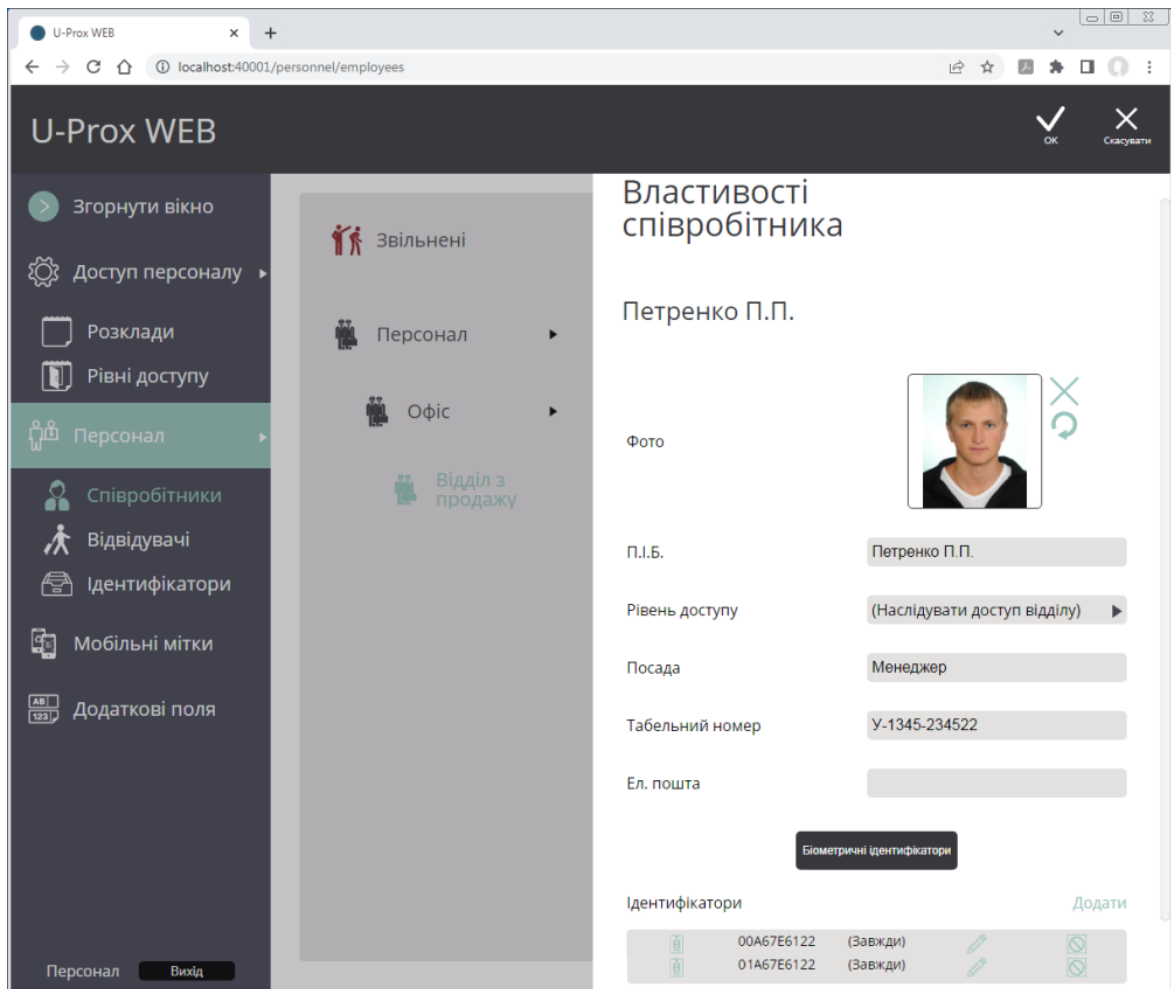 U-Prox WEB
localhost:40001/personnel/employees
U-Prox WEB
OK
Скасувати
Згорнути вікно
Доступ персоналу
Розклади
Рівні доступу
Персонал
Співробітники
Відвідувачі
Ідентифікатори
Мобільні мітки
AB
123
Додаткові поля
Персонал
Вихід
Звільнені
Персонал
Офіс
Відділ з
продажу
Властивості
співробітника
Петренко П.П.
Фото
П.І.Б. Петренко П.П.
Рівень доступу (Наслідувати доступ відділу)
Посада Менеджер
Табельний номер У-1345-234522
Ел. пошта
Біометричні ідентифікатори
Ідентифікатори Додати
00A67E6122 (Завжди)
01A67E6122 (Завжди)